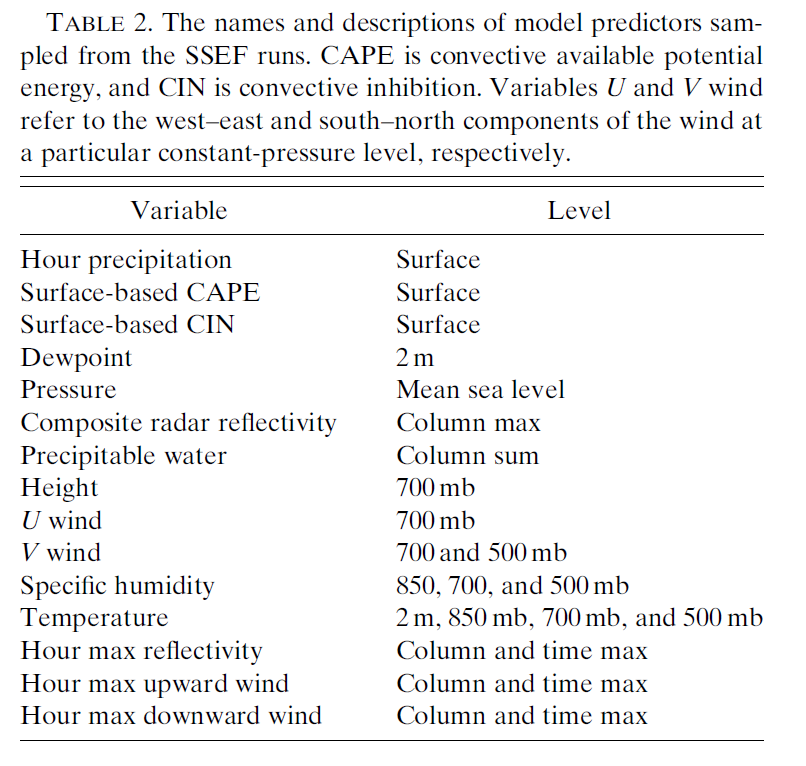 TABLE 2. The names and descriptions of model predictors sam-
pled from the SSEF runs. CAPE is convective available potential
energy, and CIN is convective inhibition. Variables U and V wind
refer to the west–east and south–north components of the wind at
a particular constant-pressure level, respectively.
Variable Level
Hour precipitation Surface
Surface-based CAPE Surface
Surface-based CIN Surface
Dewpoint 2 m
Pressure Mean sea level
Composite radar reflectivity Column max
Precipitable water Column sum
Height 700 mb
U wind 700 mb
V wind 700 and 500 mb
Specific humidity 850, 700, and 500 mb
Temperature 2 m, 850 mb, 700 mb, and 500 mb
Hour max reflectivity Column and time max
Hour max upward wind Column and time max
Hour max downward wind Column and time max